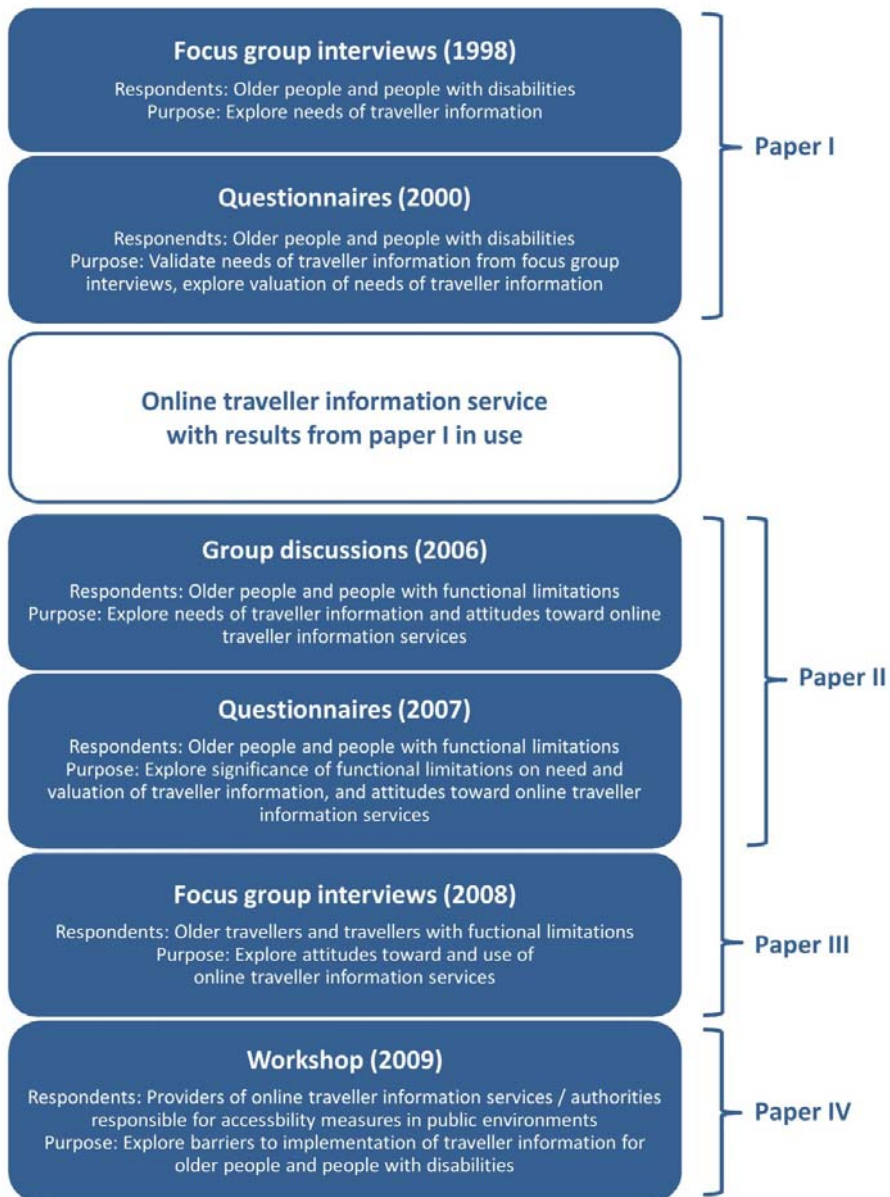 Focus group interviews (1998)
Respondents: Older people and people with disabilities
Purpose: Explore needs of traveller information
Paper I
Questionnaires (2000)
Responendts: Older people and people with disabilities
Purpose: Validate needs of traveller information from focus group
interviews, explore valuation of needs of traveller information
Online traveller information service
with results from paper I in use
Group discussions (2006)
Respondents: Older people and people with functional limitations
Purpose: Explore needs of traveller information and attitudes toward online
traveller information services
Paper II
Questionnaires (2007)
Respondents: Older people and people with functional limitations
Purpose: Explore significance of functional limitations on need and
valuation of traveller information, and attitudes toward online traveller
information services
Focus group interviews (2008)
Respondents: Older travellers and travellers with fuctional limitations
Purpose: Explore attitudes toward and use of
online traveller information services
Paper III
Workshop (2009)
Respondents: Providers of online traveller information services / authorities
responsible for accessbility measures in public environments
Purpose: Explore barriers to implementation of traveller information for
older people and people with disabilities
Paper IV